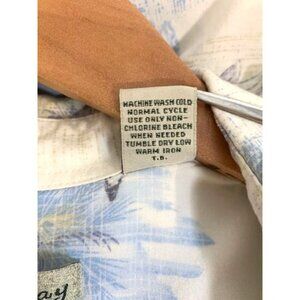 MACHINE WASH COLD
NORMAL CYCLE
USE ONLY NON-
CHLORINE BLEACH
WHEN NEEDED
TUMBLE DRY LOW
WARM IRON
T.B.